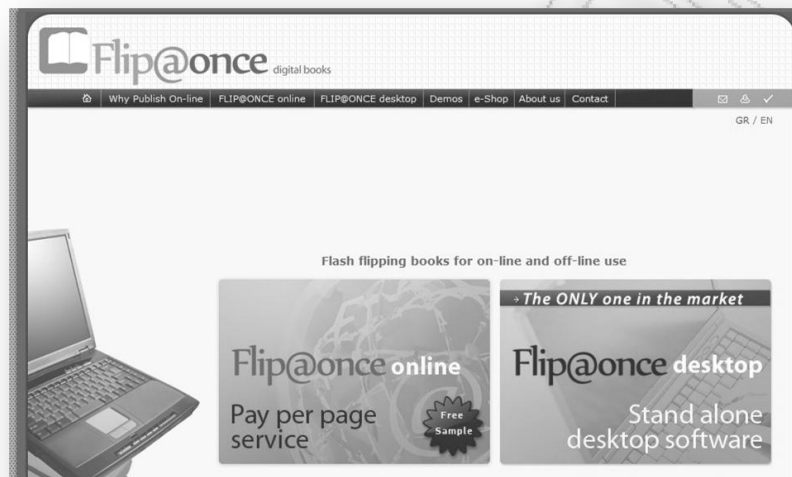 Flip@once digital books
Why Publish On-line FLIP@ONCE online FLIP@ONCE desktop Demos e-Shop About us Contact
GR / EN
Flash flipping books for on-line and off-line use
Flip@once online
Pay per page
service
Free
Sample
The ONLY one in the market
Flip@once desktop
Stand alone
desktop software